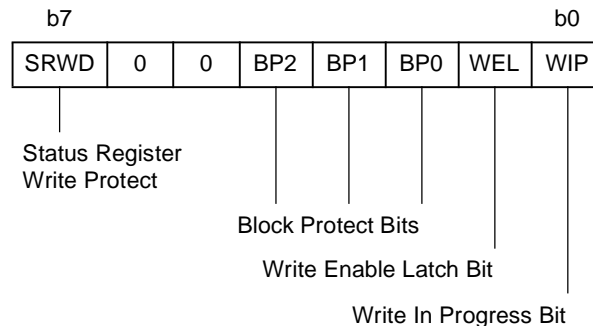 b7 b0
SRWD 0 0 BP2 BP1 BP0 WEL WIP
Status Register
Write Protect
Block Protect Bits
Write Enable Latch Bit
Write In Progress Bit